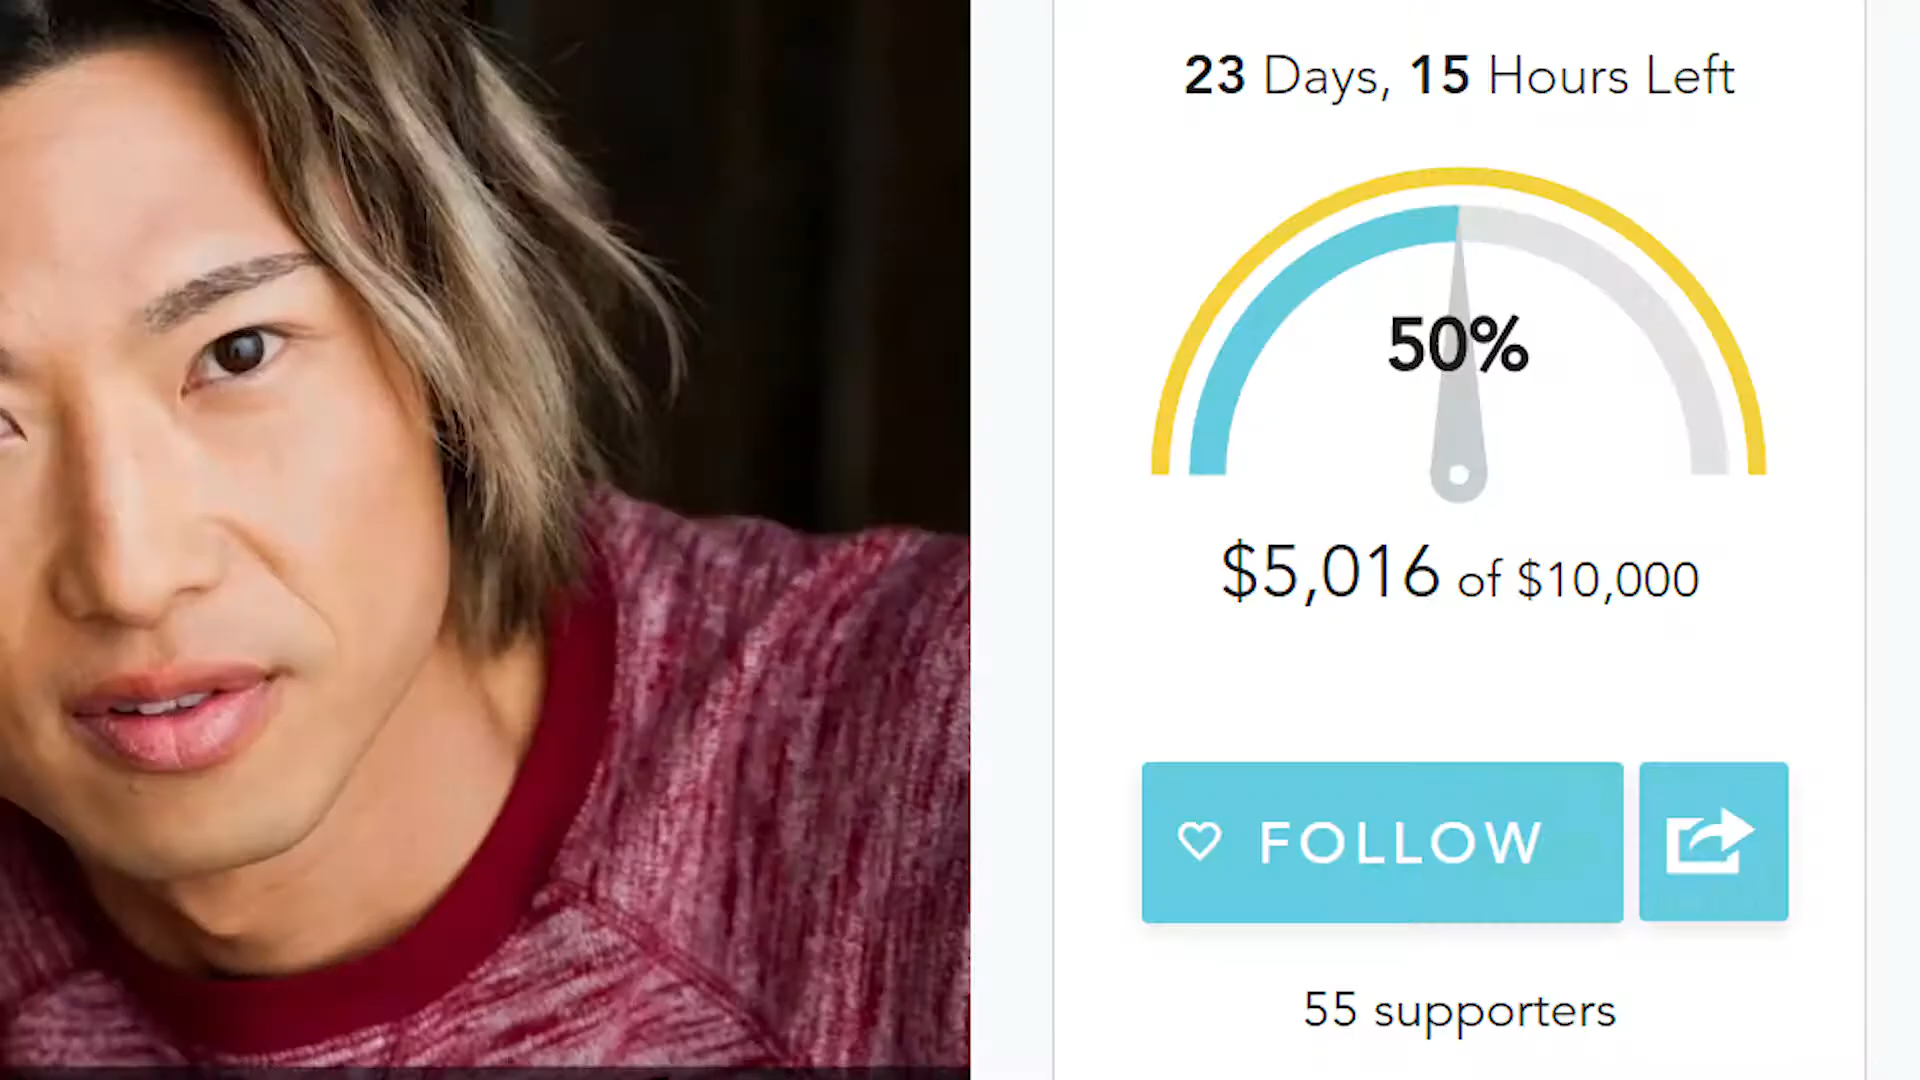 23 Days, 15 Hours Left
50%
$5,016 of $10,000
FOLLOW
55 supporters